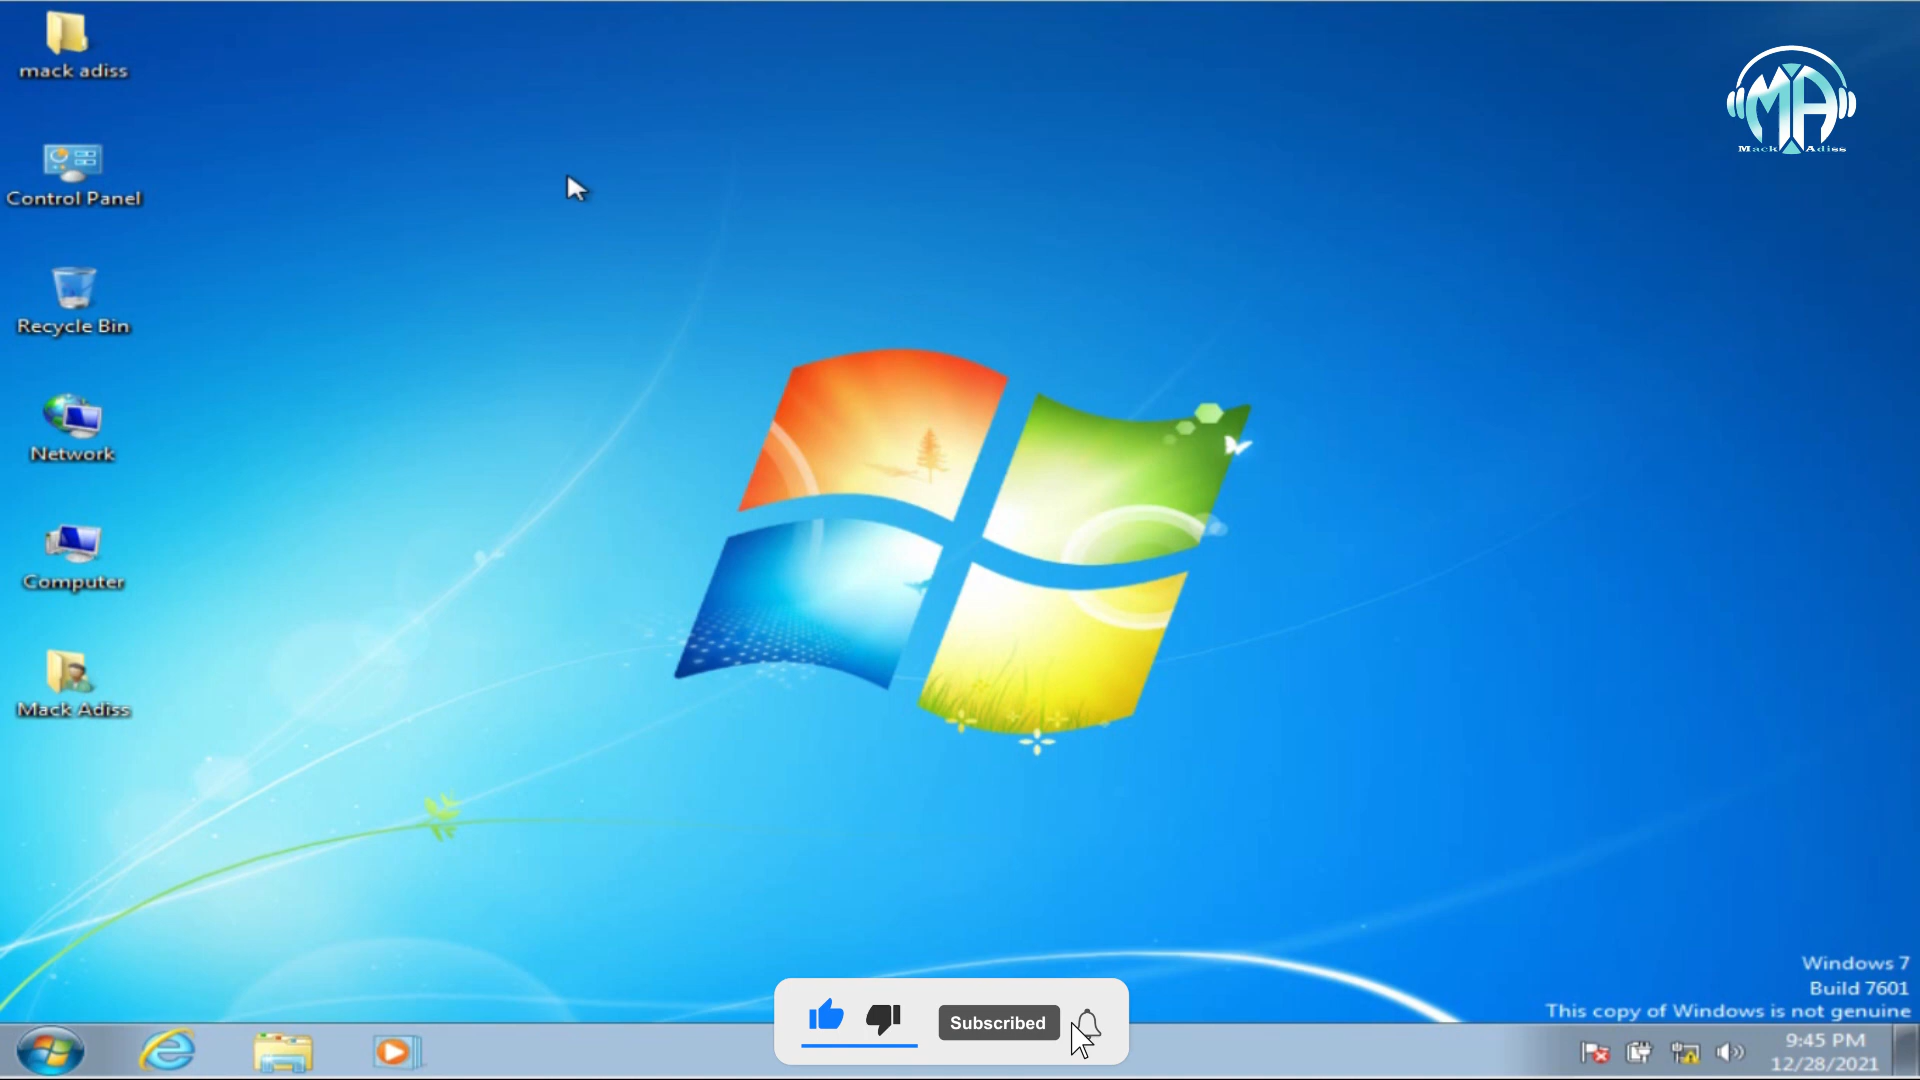 mack adiss
Control Panel
Recycle Bin
Network
Computer
Mack Adiss
MA
Mack Adiss
Windows 7
Build 7601
This copy of Windows is not genuine
Subscribed
9:45 PM
12/28/2021